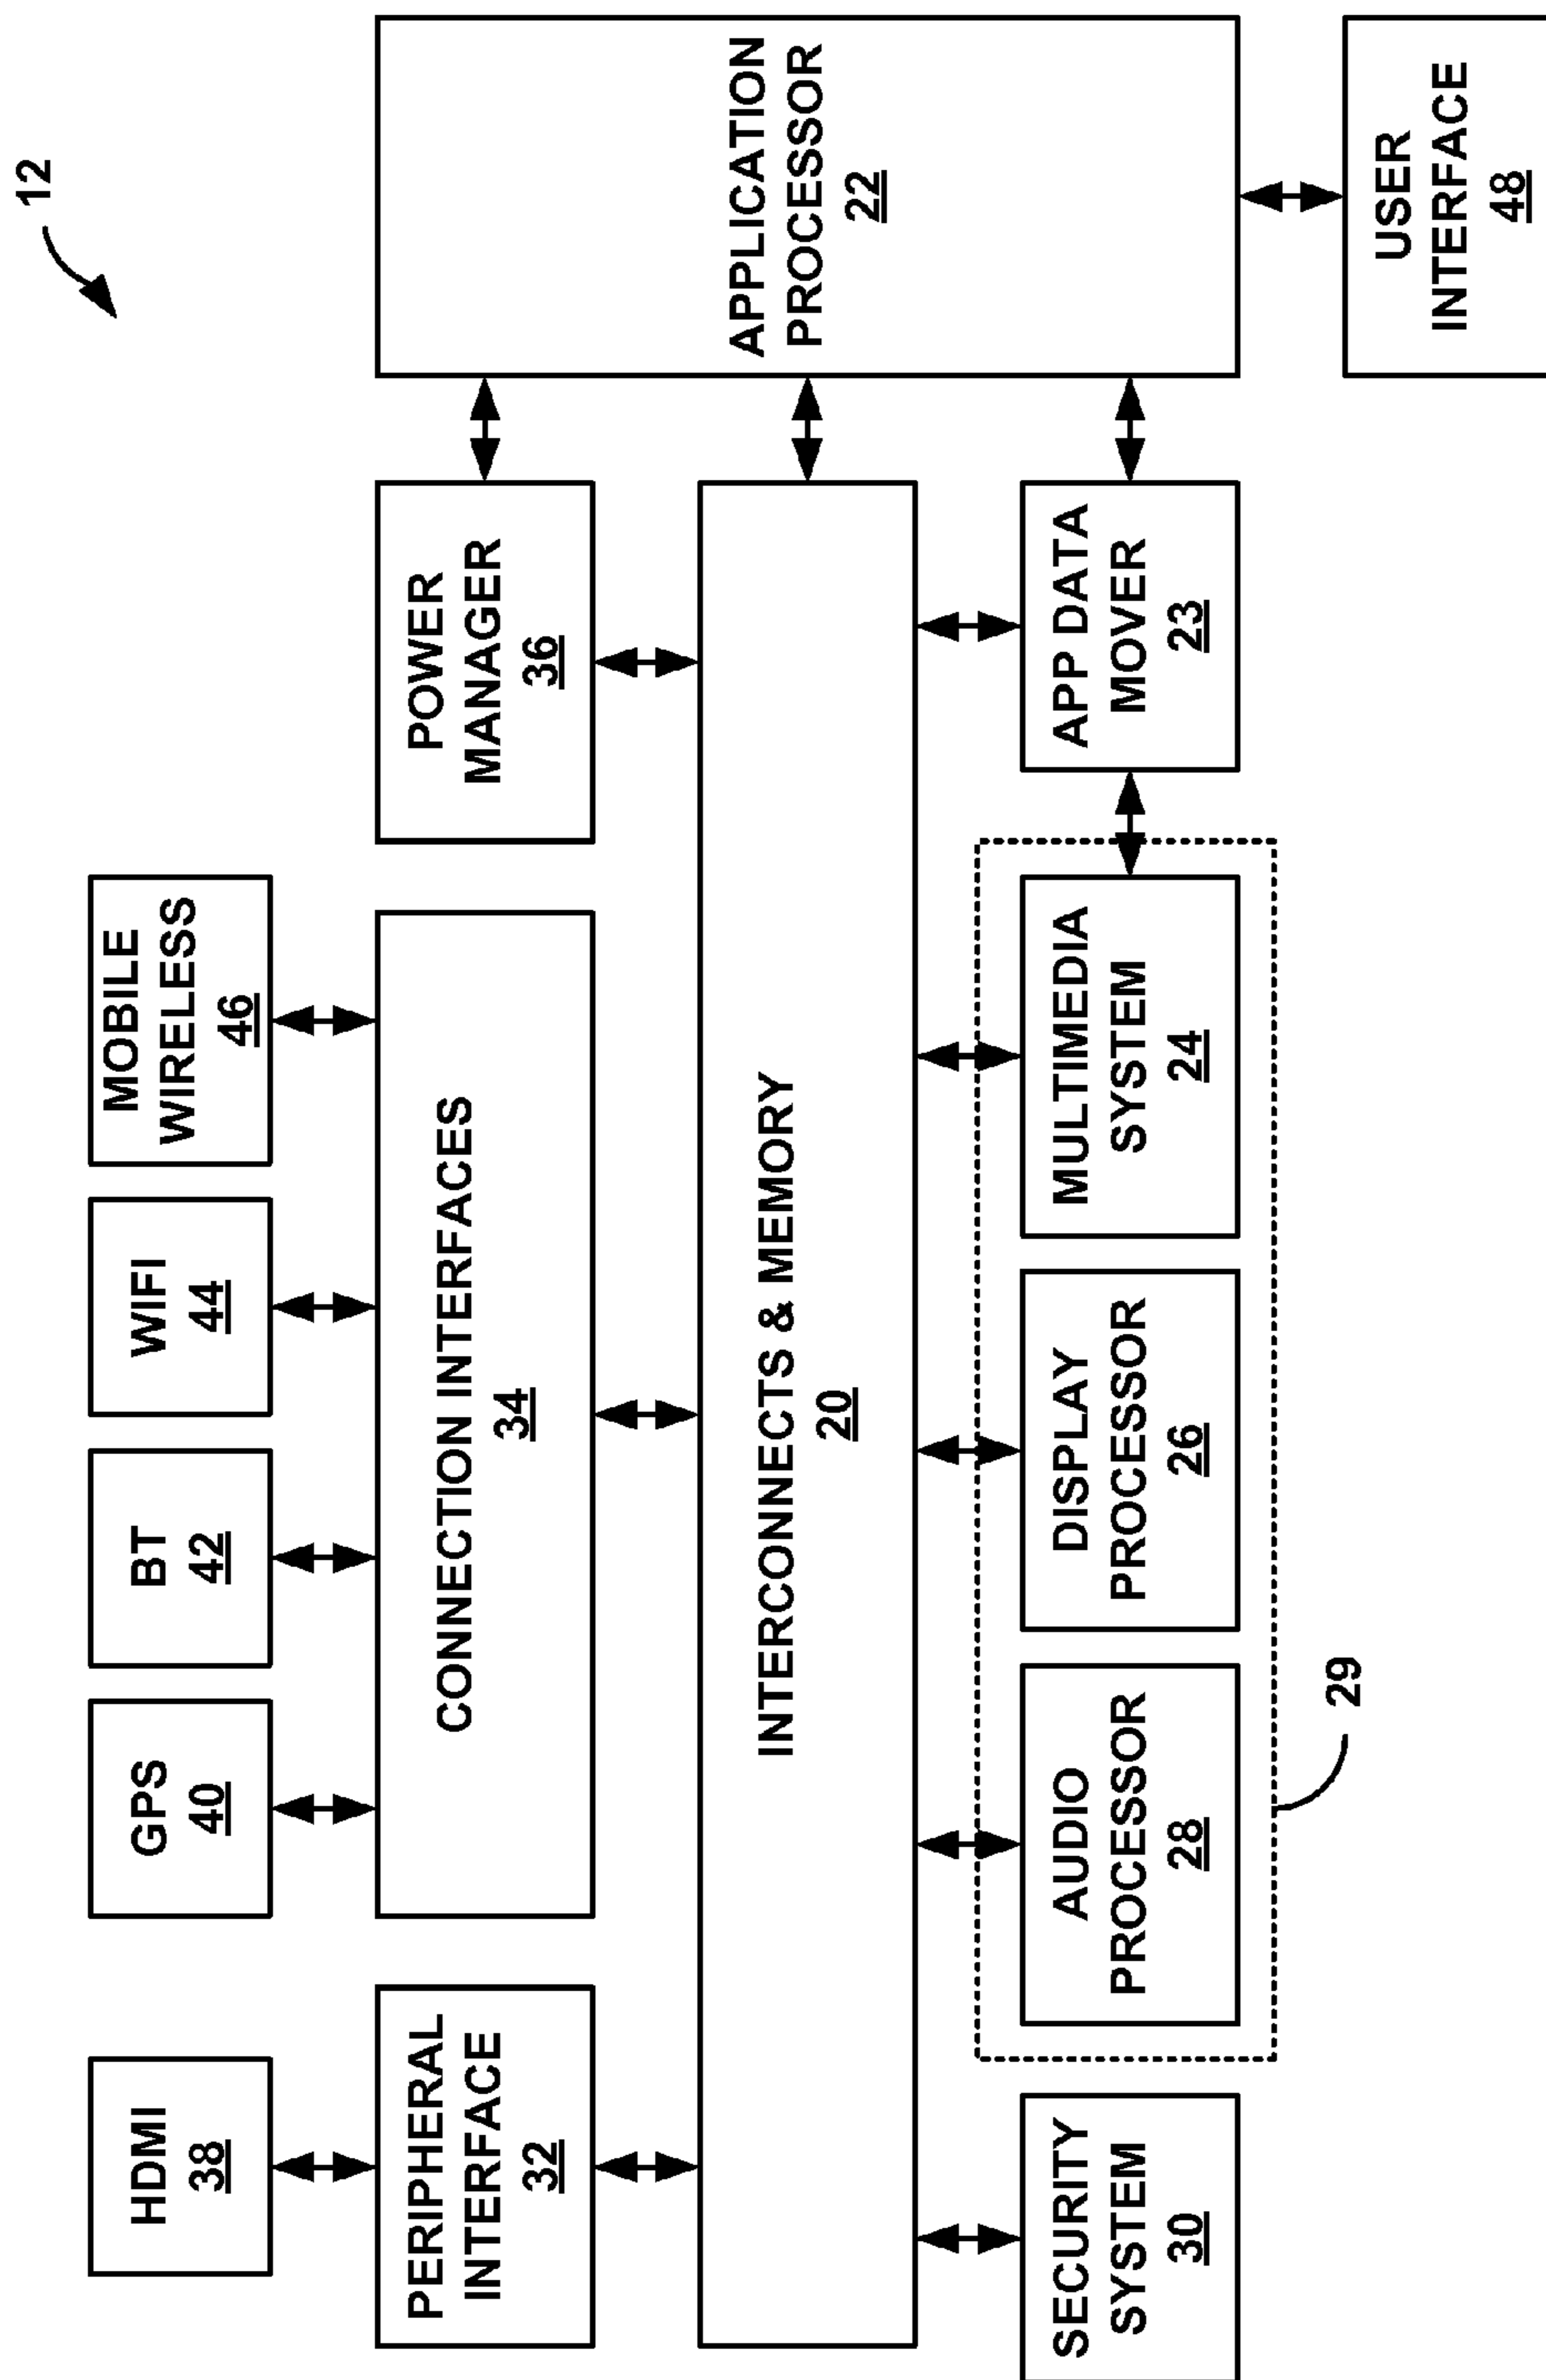 12
HDMI
38
GPS
40
BT
42
WIFI
44
MOBILE
WIRELESS
46
PERIPHERAL
INTERFACE
32
CONNECTION INTERFACES
34
POWER
MANAGER
36
APPLICATION
PROCESSOR
22
INTERCONNECTS & MEMORY
20
SECURITY
SYSTEM
30
AUDIO
PROCESSOR
28
DISPLAY
PROCESSOR
26
MULTIMEDIA
SYSTEM
24
APP DATA
MOVER
23
29
USER
INTERFACE
48